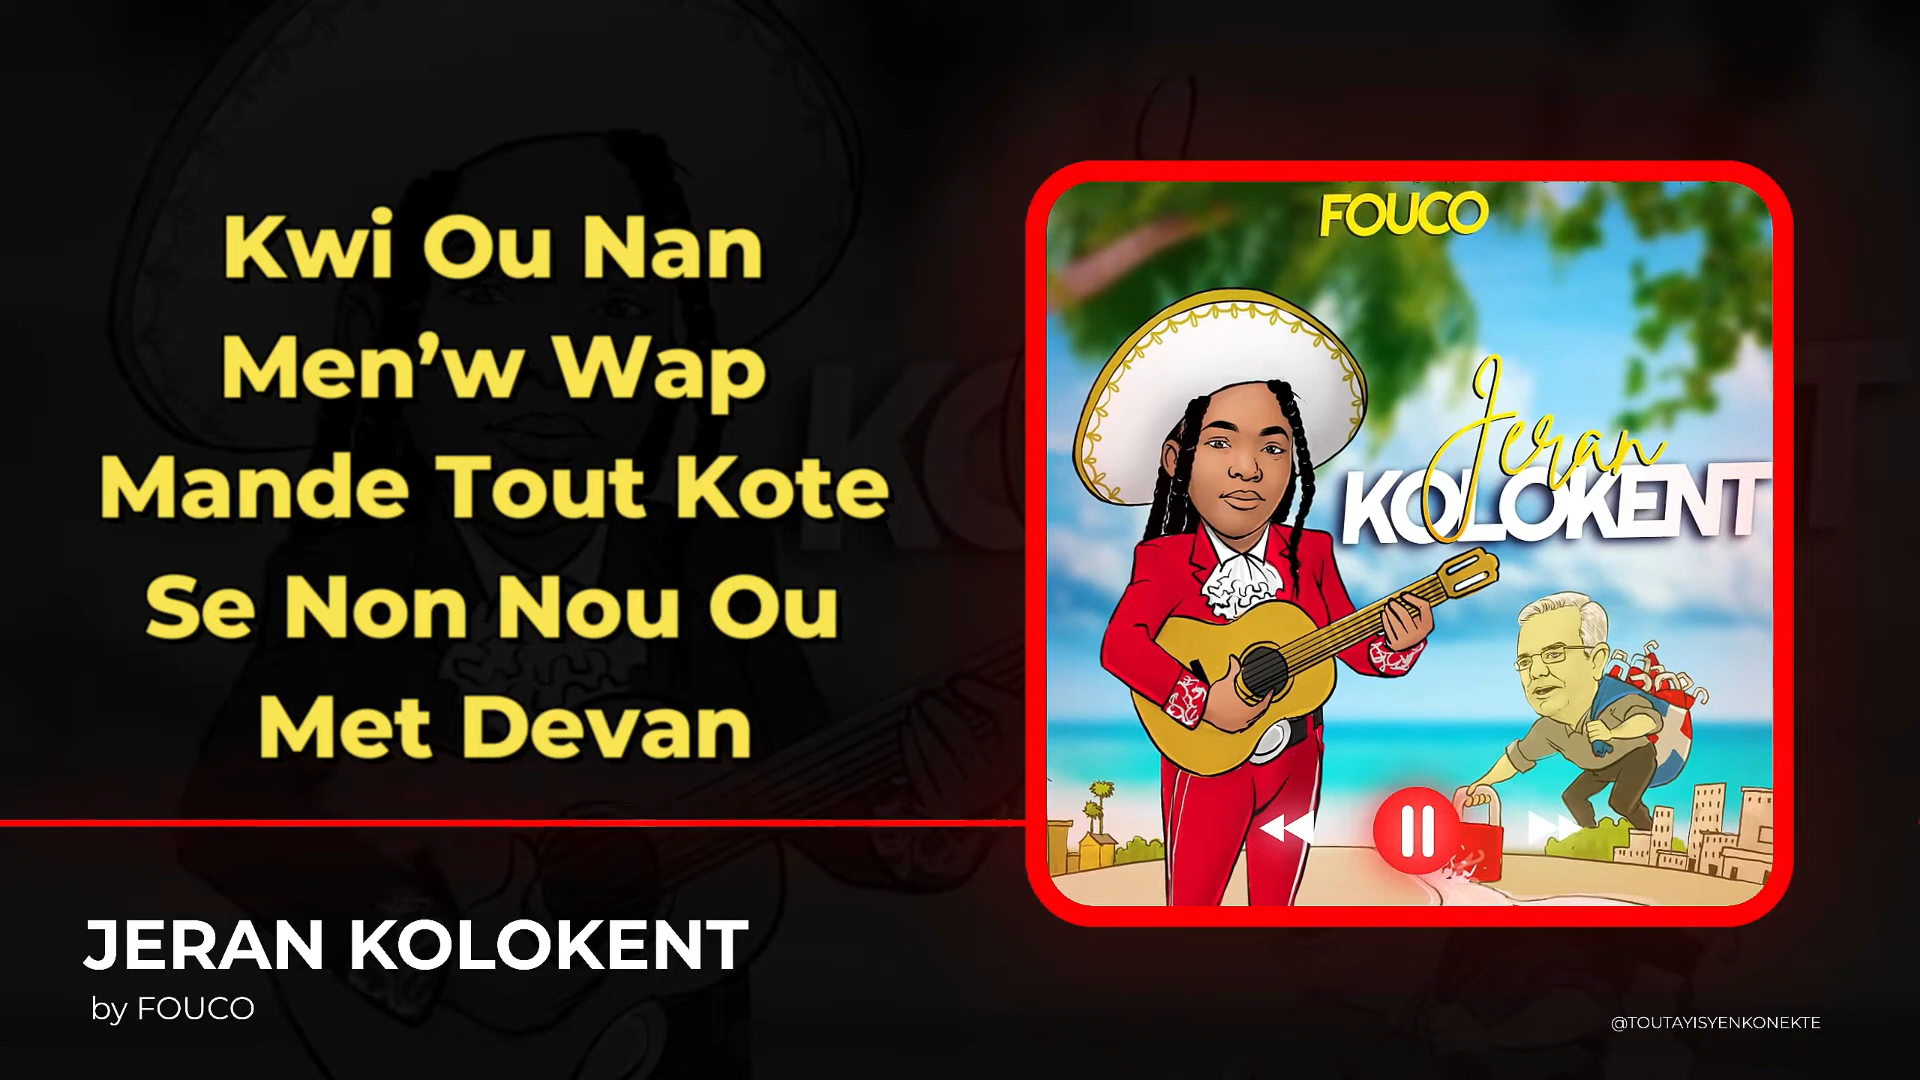 Kwi Ou Nan
Men’w Wap
Mande Tout Kote
Se Non Nou Ou
Met Devan
FOUCO
Jeran
KOLOKENT
JERAN KOLOKENT
by FOUCO
@TOUTAYISYENKONEKTE